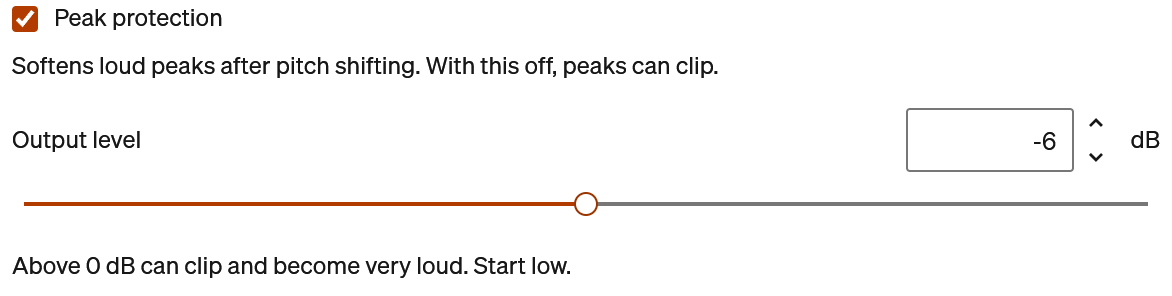 Peak protection
Softens loud peaks after pitch shifting. With this off, peaks can clip.
Output level -6 dB
Above 0 dB can clip and become very loud. Start low.